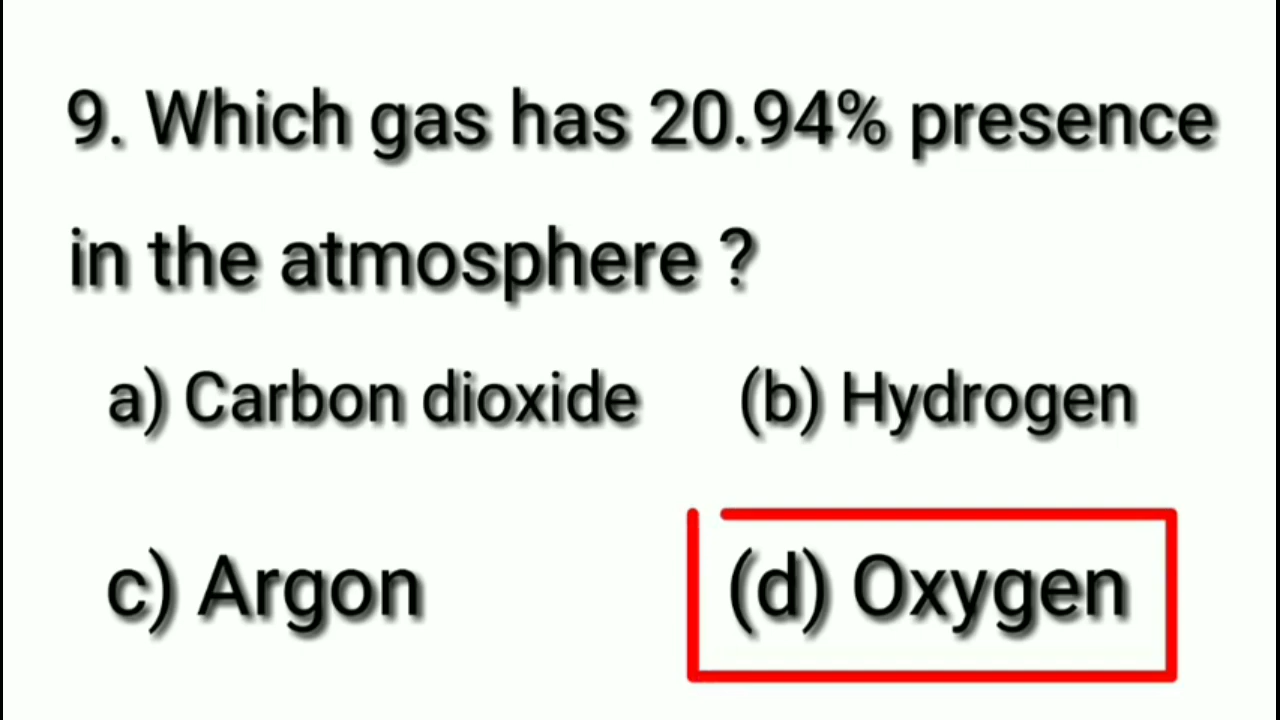 9. Which gas has 20.94% presence
in the atmosphere ?
a) Carbon dioxide (b) Hydrogen
c) Argon (d) Oxygen